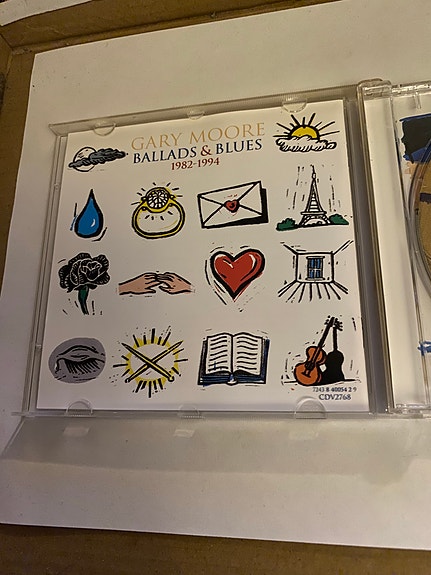 GARY MOORE
BALLADS & BLUES
1982-1994
7243 8 40054 2 9
CDV2768